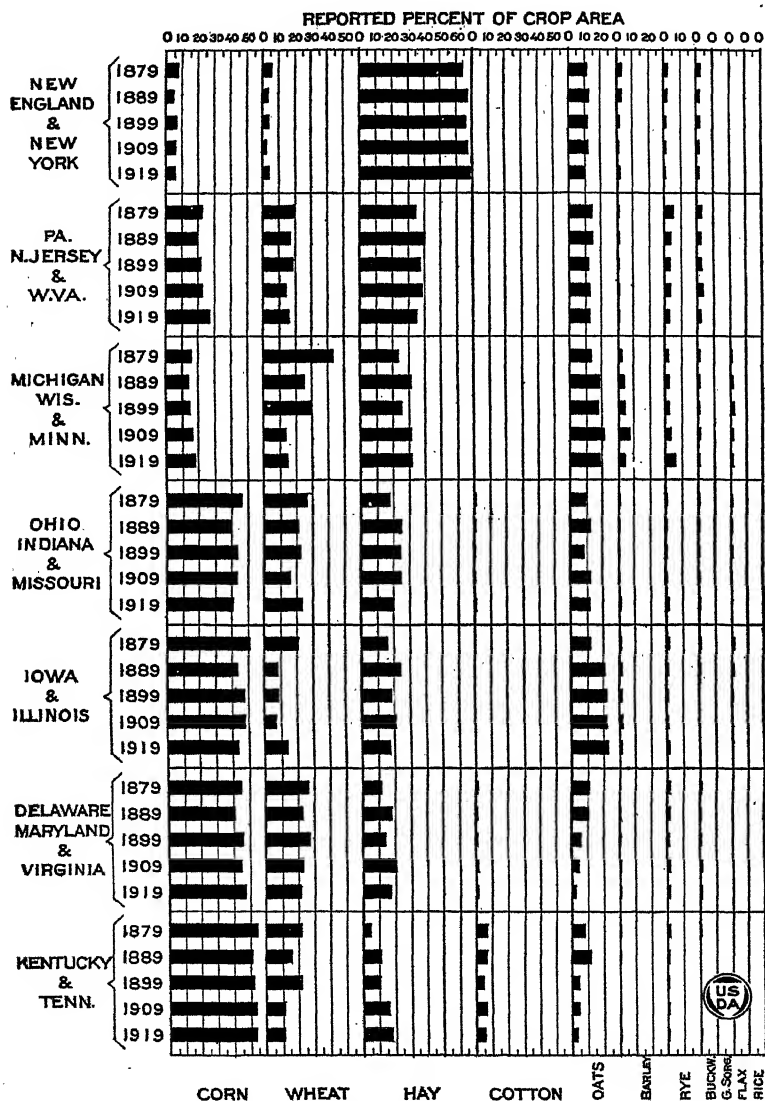 REPORTED PERCENT OF CROP AREA
0 10 20 30 40 50 0 10 20 30 40 50 0 10 20 30 40 50 60 0 10 20 30 40 50 0 10 20 0 10 20 0 10 0 0 0 0 0
NEW
ENGLAND
&
NEW
YORK
1879
1889
1899
1909
1919
PA.
N.JERSEY
&
W.VA.
1879
1889
1899
1909
1919
MICHIGAN
WIS.
&
MINN.
1879
1889
1899
1909
1919
OHIO
INDIANA
&
MISSOURI
1879
1889
1899
1909
1919
IOWA
&
ILLINOIS
1879
1889
1899
1909
1919
DELAWARE
MARYLAND
&
VIRGINIA
1879
1889
1899
1909
1919
KENTUCKY
&
TENN.
1879
1889
1899
1909
1919
US
DA
CORN WHEAT HAY COTTON OATS BARLEY RYE BUCKW. G.SORG. FLAX RICE